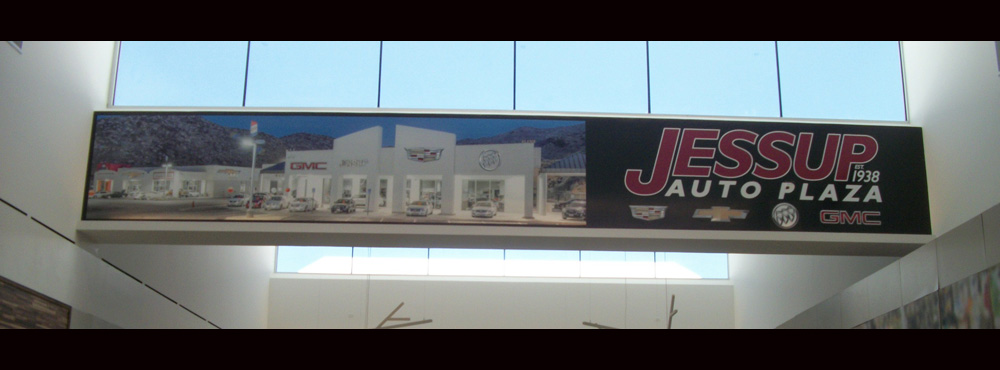 GMC
JESSUP
EST.
1938
AUTO PLAZA
GMC